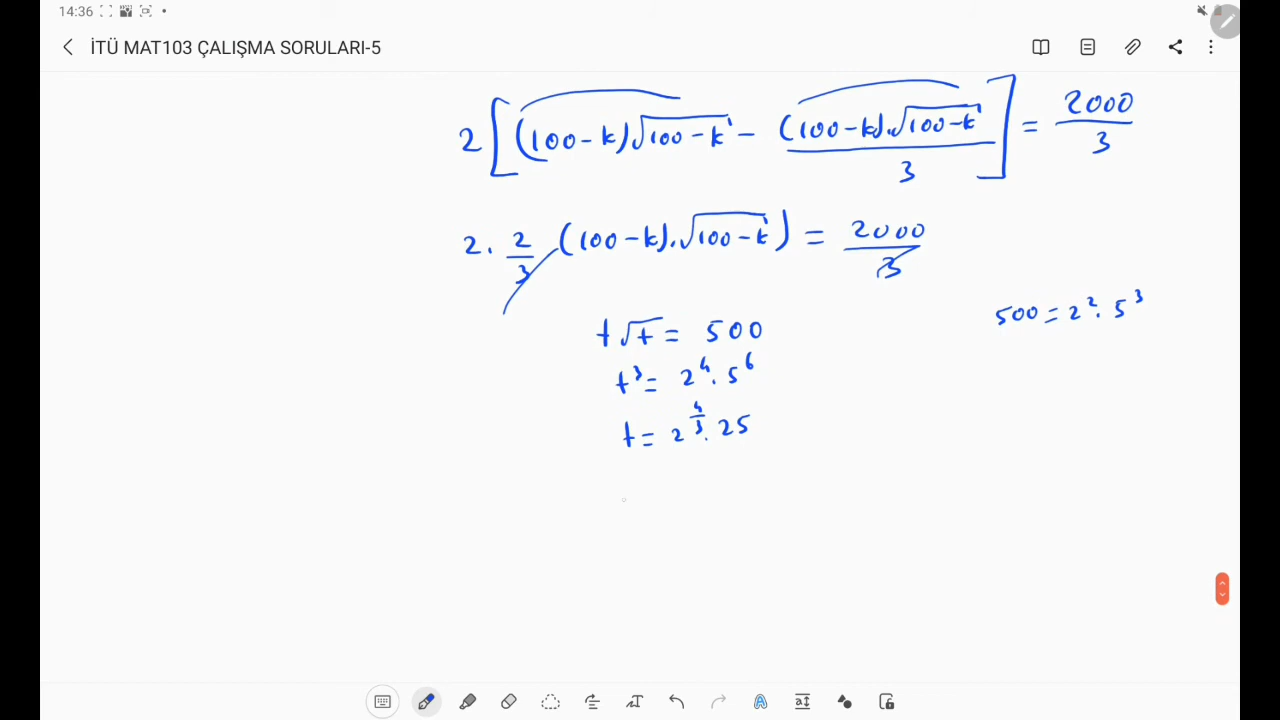 14:36
İTÜ MAT103 ÇALIŞMA SORULARI-5
2[(100-k)√100-k - (100-k).√100-k / 3] = 2000/3
2. 2/3 (100-k).√100-k) = 2000/3
500 = 2². 5³
t√t = 500
t³ = 2⁴. 5⁶
t = 2^(4/3). 25